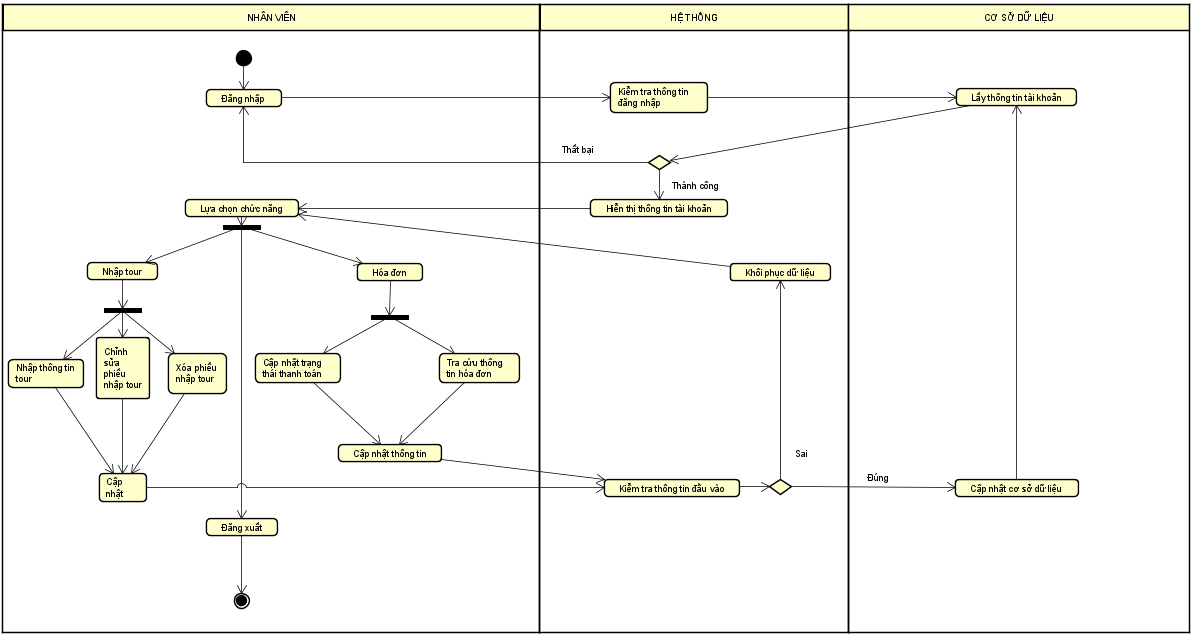 NHÂN VIÊN
HỆ THỐNG
CƠ SỞ DỮ LIỆU
Đăng nhập
Kiểm tra thông tin
đăng nhập
Lấy thông tin tài khoản
Thất bại
Thành công
Lựa chọn chức năng
Hiển thị thông tin tài khoản
Nhập tour
Hóa đơn
Khôi phục dữ liệu
Nhập thông tin
tour
Chỉnh
sửa
phiếu
nhập tour
Xóa phiếu
nhập tour
Cập nhật trạng
thái thanh toán
Tra cứu thông
tin hóa đơn
Cập nhật thông tin
Sai
Cập
nhật
Kiểm tra thông tin đầu vào
Đúng
Cập nhật cơ sở dữ liệu
Đăng xuất